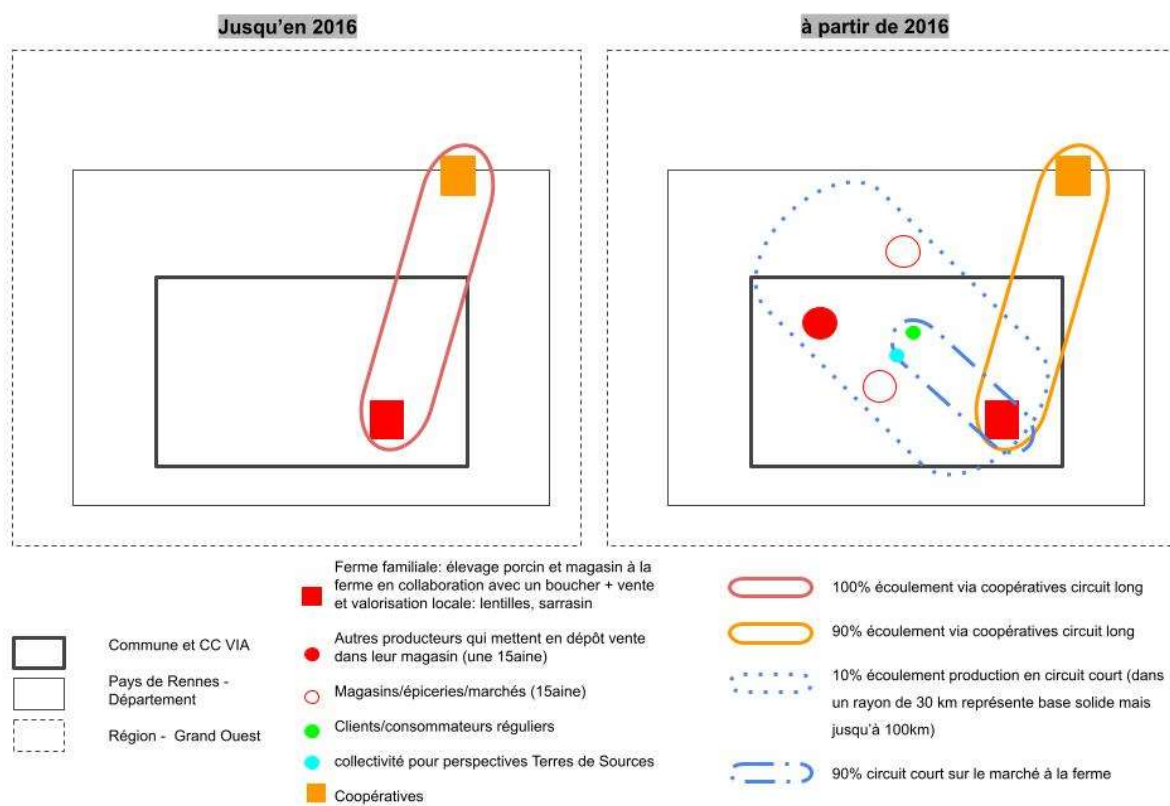 Jusqu’en 2016
à partir de 2016
Commune et CC VIA
Pays de Rennes -
Département
Région - Grand Ouest
Ferme familiale: élevage porcin et magasin à la
ferme en collaboration avec un boucher + vente
et valorisation locale: lentilles, sarrasin
Autres producteurs qui mettent en dépôt vente
dans leur magasin (une 15aine)
Magasins/épiceries/marchés (15aine)
Clients/consommateurs réguliers
collectivité pour perspectives Terres de Sources
Coopératives
100% écoulement via coopératives circuit long
90% écoulement via coopératives circuit long
10% écoulement production en circuit court (dans
un rayon de 30 km représente base solide mais
jusqu’à 100km)
90% circuit court sur le marché à la ferme